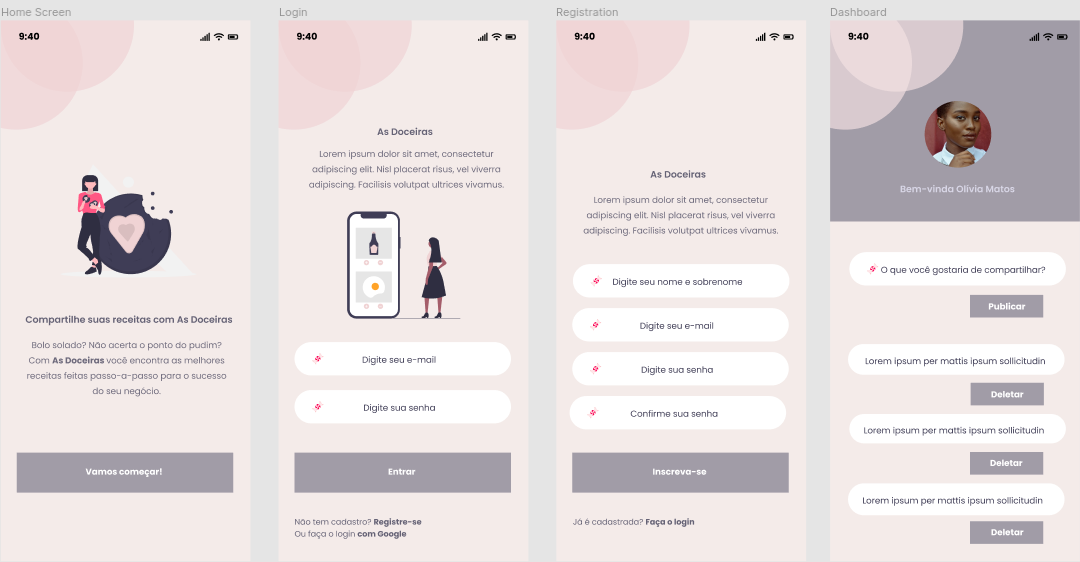 Home Screen
9:40
Compartilhe suas receitas com As Doceiras
Bolo solado? Não acerta o ponto do pudim?
Com As Doceiras você encontra as melhores
receitas feitas passo-a-passo para o sucesso
do seu negócio.
Vamos começar!
Login
9:40
As Doceiras
Lorem ipsum dolor sit amet, consectetur
adipiscing elit. Nisl placerat risus, vel viverra
adipiscing. Facilisis volutpat ultrices vivamus.
Digite seu e-mail
Digite sua senha
Entrar
Não tem cadastro? Registre-se
Ou faça o login com Google
Registration
9:40
As Doceiras
Lorem ipsum dolor sit amet, consectetur
adipiscing elit. Nisl placerat risus, vel viverra
adipiscing. Facilisis volutpat ultrices vivamus.
Digite seu nome e sobrenome
Digite seu e-mail
Digite sua senha
Confirme sua senha
Inscreva-se
Já é cadastrada? Faça o login
Dashboard
9:40
Bem-vinda Olívia Matos
O que você gostaria de compartilhar?
Publicar
Lorem ipsum per mattis ipsum sollicitudin
Deletar
Lorem ipsum per mattis ipsum sollicitudin
Deletar
Lorem ipsum per mattis ipsum sollicitudin
Deletar